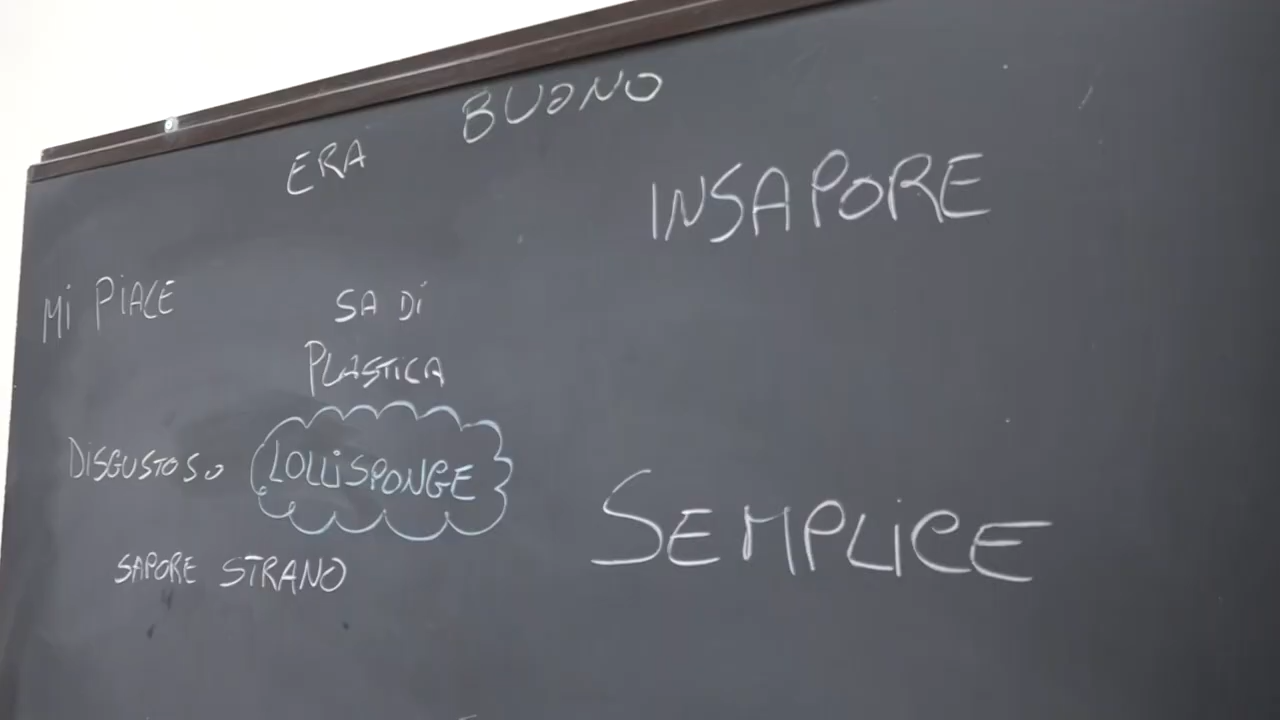 ERA BUONO
INSAPORE
MI PIACE
SA DI
PLASTICA
DISGUSTOSO
LOLLISPONGE
SEMPLICE
SAPORE STRANO